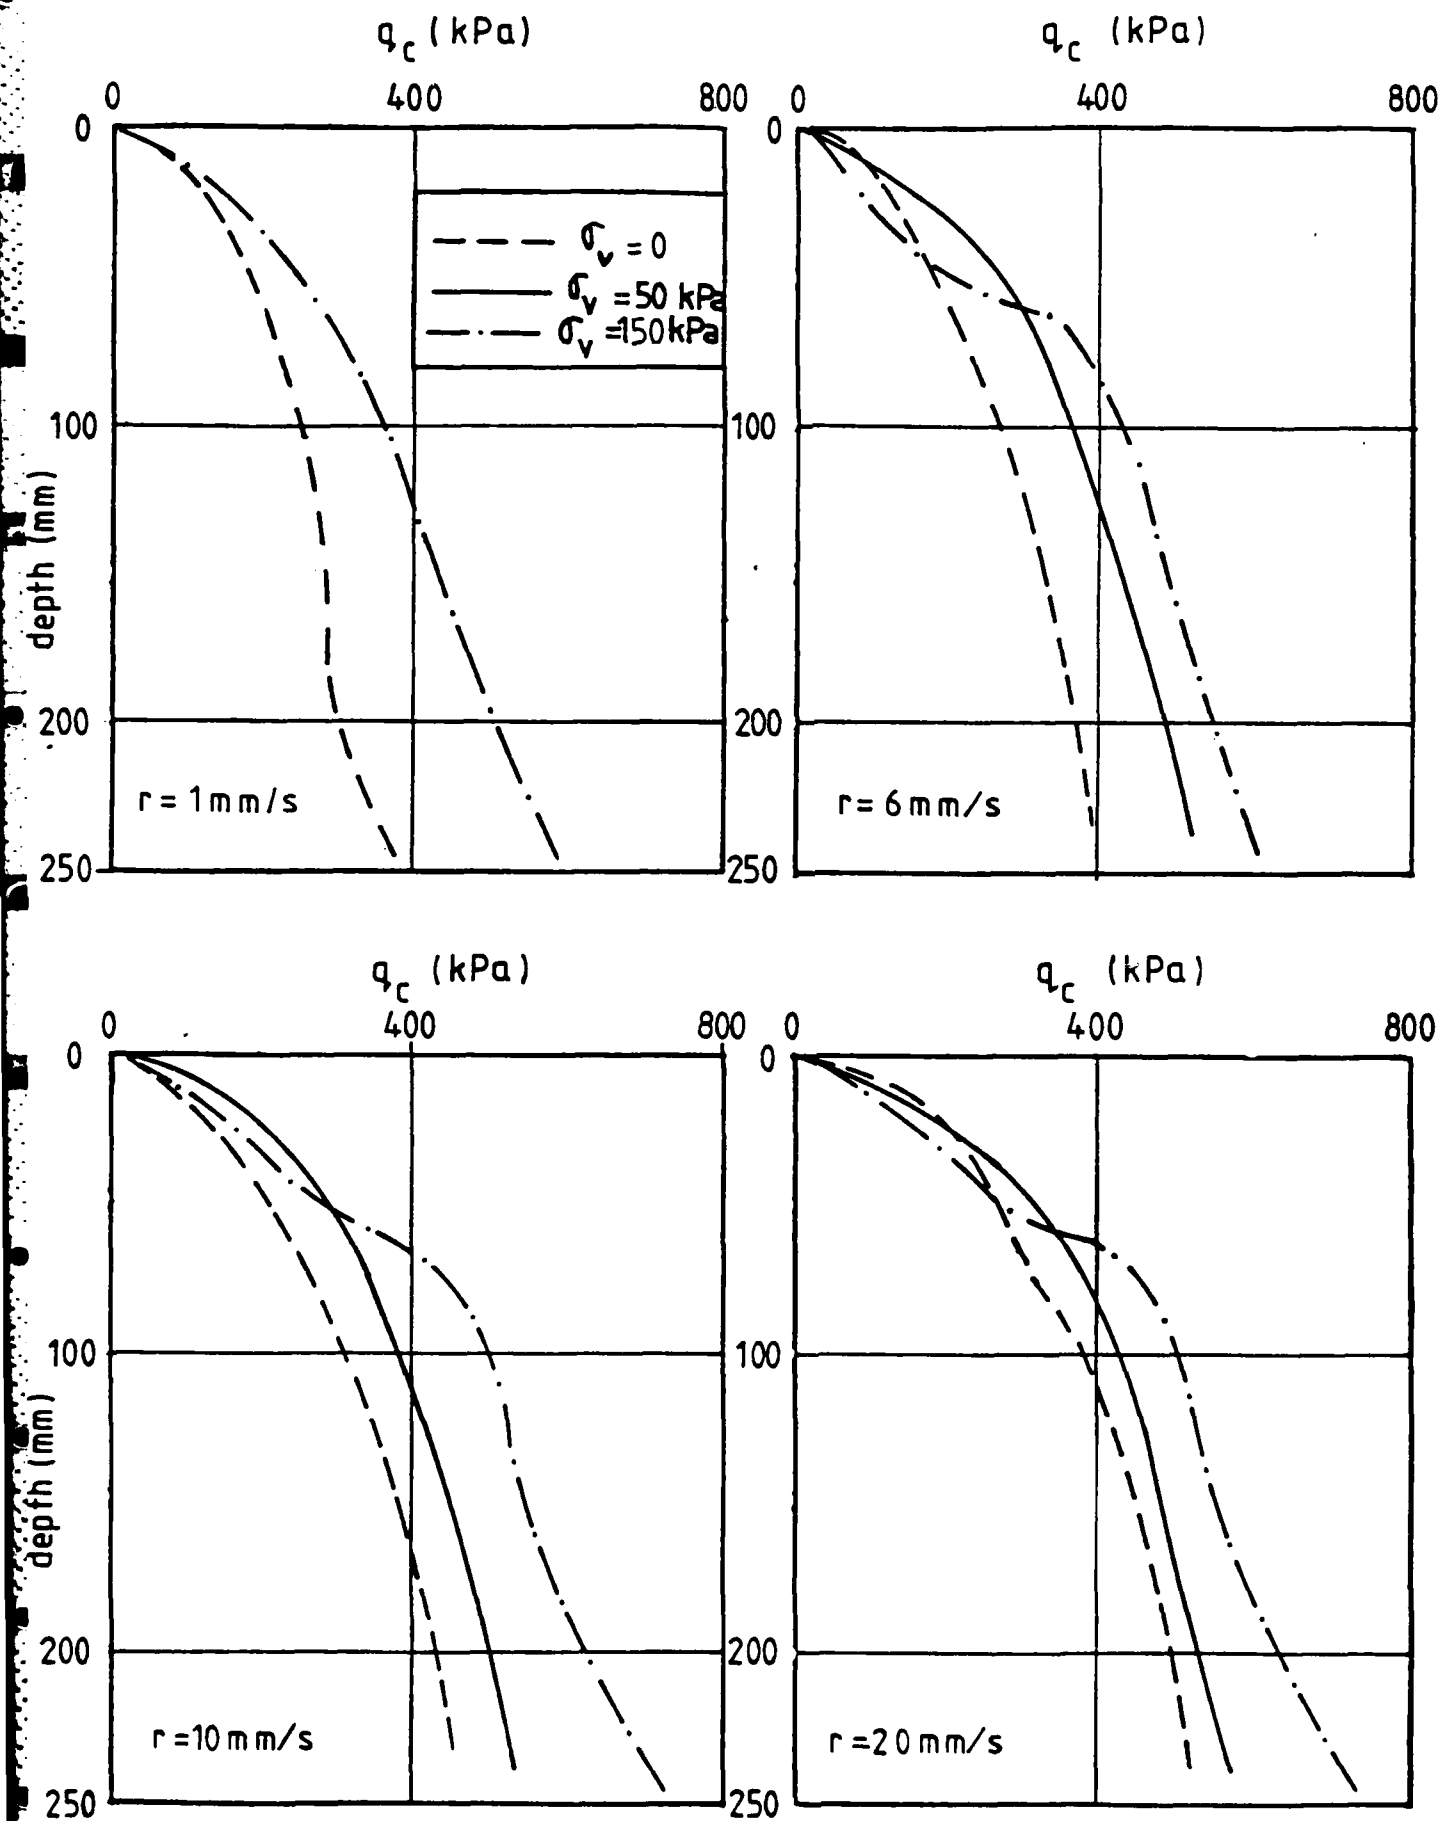 q_c (kPa)
0 400 800
0
100
200
250
depth (mm)
σ_v = 0
σ_v = 50 kPa
σ_v = 150 kPa
r = 1 mm/s
q_c (kPa)
0 400 800
0
100
200
250
r = 6 mm/s
q_c (kPa)
0 400 800
0
100
200
250
depth (mm)
r = 10 mm/s
q_c (kPa)
0 400 800
0
100
200
250
r = 20 mm/s